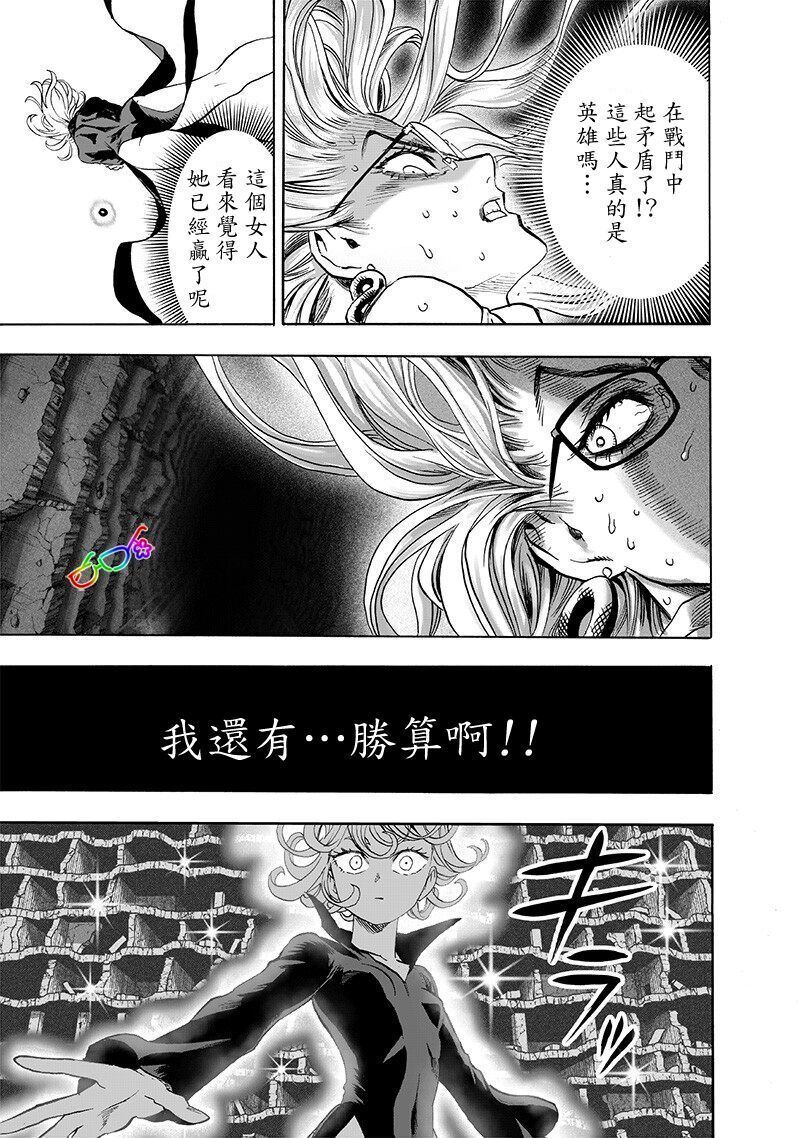 在戰鬥中
起矛盾了!?
這些人真的是
英雄嗎…
這個女人
看來覺得
她已經贏了呢
我還有…勝算啊!!
キラッ